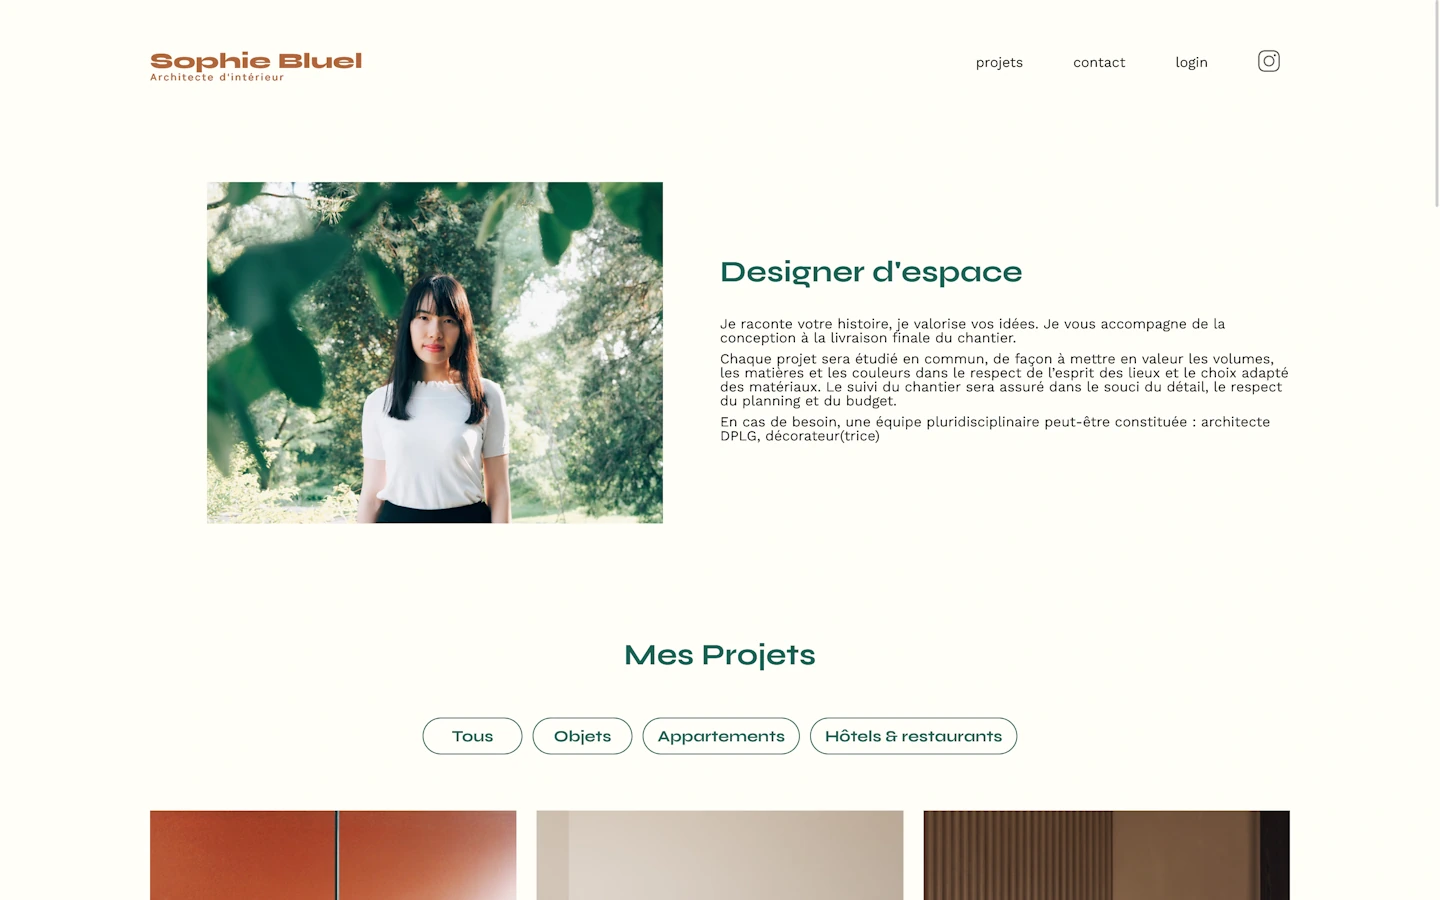 Sophie Bluel
Architecte d'intérieur
projets
contact
login
Designer d'espace
Je raconte votre histoire, je valorise vos idées. Je vous accompagne de la
conception à la livraison finale du chantier.
Chaque projet sera étudié en commun, de façon à mettre en valeur les volumes,
les matières et les couleurs dans le respect de l’esprit des lieux et le choix adapté
des matériaux. Le suivi du chantier sera assuré dans le souci du détail, le respect
du planning et du budget.
En cas de besoin, une équipe pluridisciplinaire peut-être constituée : architecte
DPLG, décorateur(trice)
Mes Projets
Tous
Objets
Appartements
Hôtels & restaurants